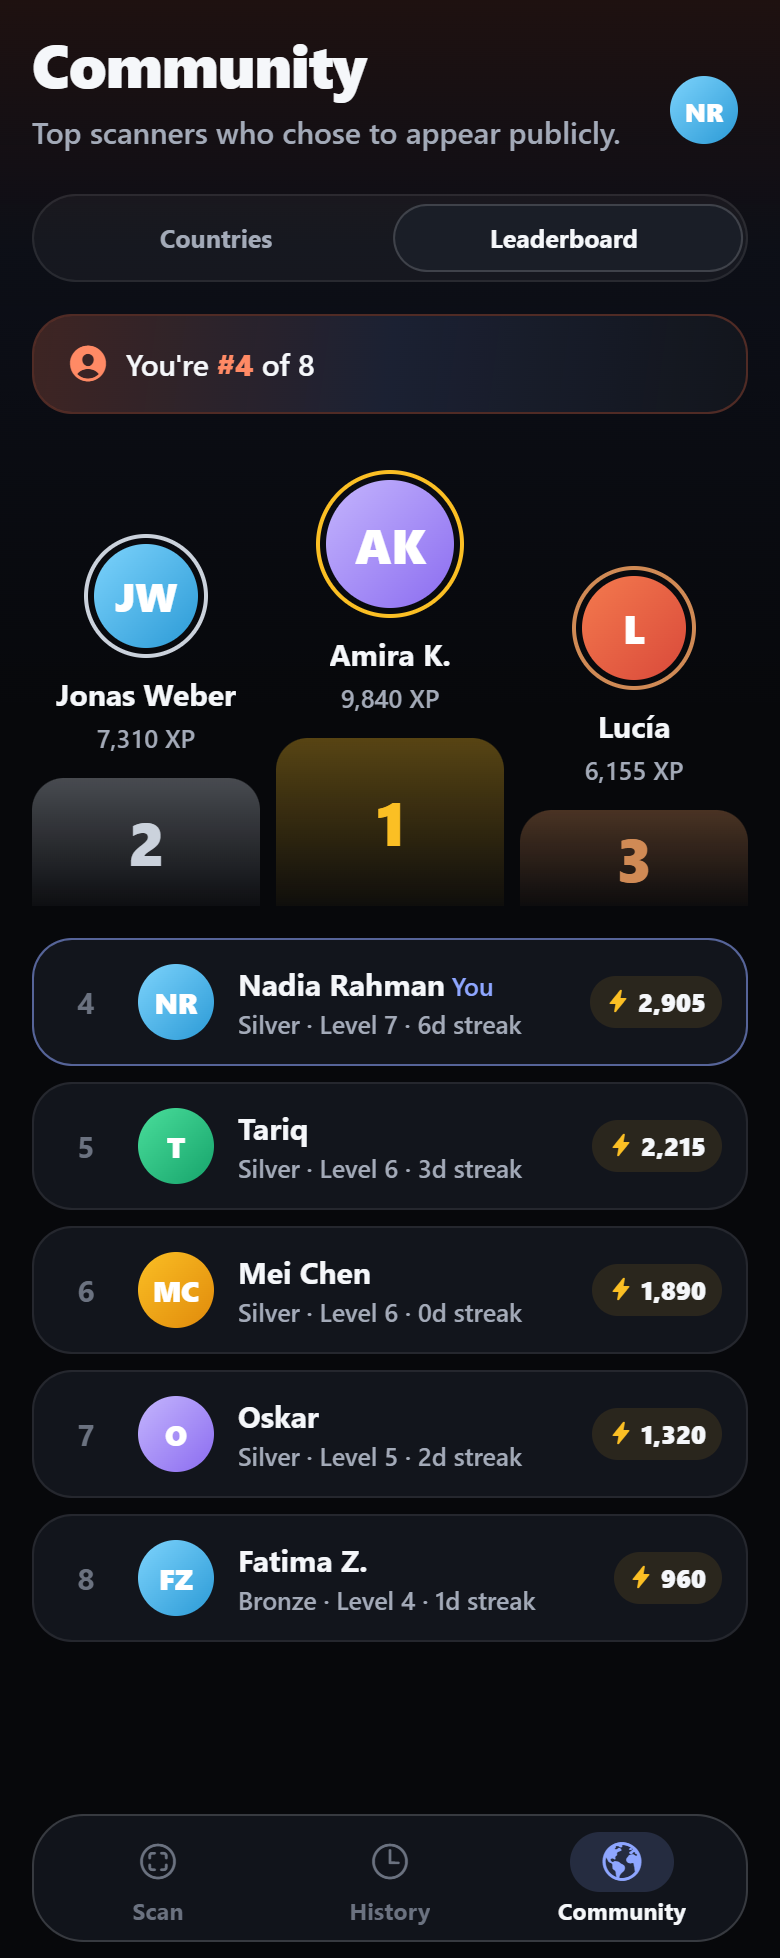 Community
Top scanners who chose to appear publicly.
NR
Countries
Leaderboard
You're #4 of 8
JW
Jonas Weber
7,310 XP
2
AK
Amira K.
9,840 XP
1
L
Lucía
6,155 XP
3
4
NR
Nadia Rahman You
Silver · Level 7 · 6d streak
2,905
5
T
Tariq
Silver · Level 6 · 3d streak
2,215
6
MC
Mei Chen
Silver · Level 6 · 0d streak
1,890
7
O
Oskar
Silver · Level 5 · 2d streak
1,320
8
FZ
Fatima Z.
Bronze · Level 4 · 1d streak
960
Scan
History
Community